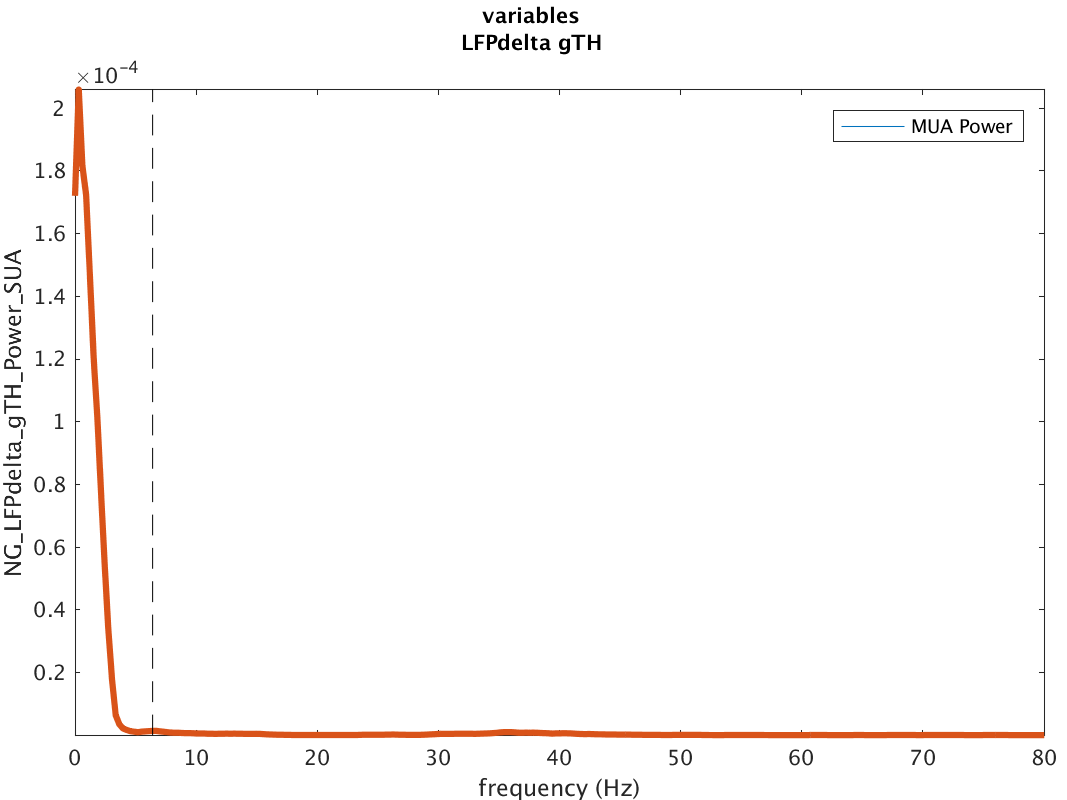 variables
LFPdelta gTH
×10⁻⁴
2
1.8
1.6
1.4
1.2
1
0.8
0.6
0.4
0.2
NG_LFPdelta_gTH_Power_SUA
MUA Power
0 10 20 30 40 50 60 70 80
frequency (Hz)